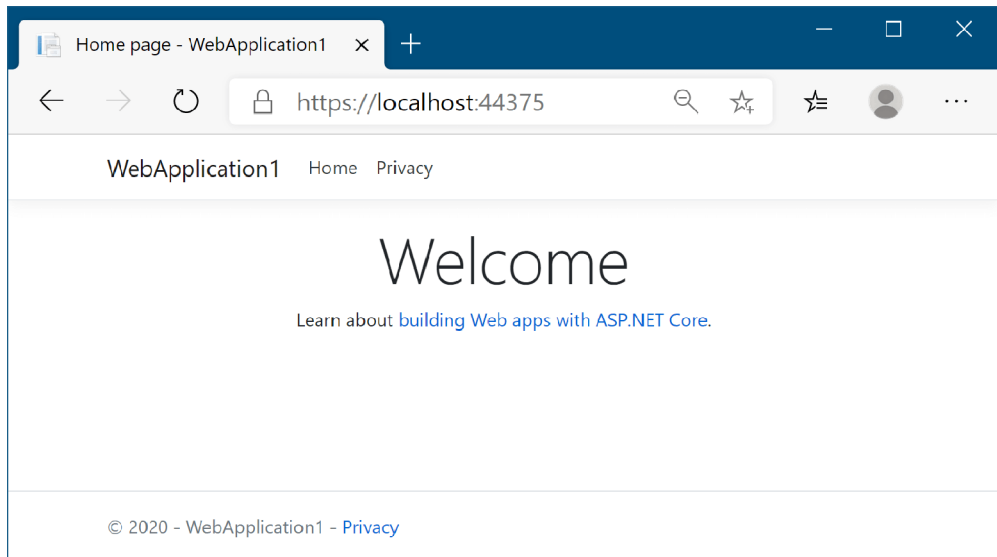 Home page - WebApplication1
https://localhost:44375
WebApplication1 Home Privacy
Welcome
Learn about building Web apps with ASP.NET Core.
© 2020 - WebApplication1 - Privacy